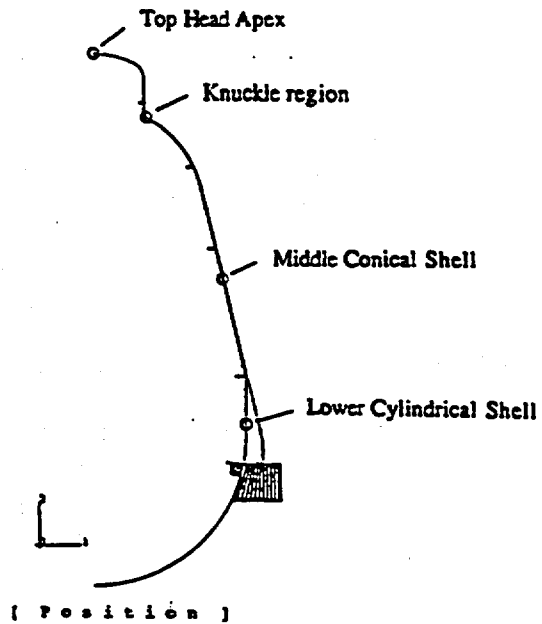 Top Head Apex
Knuckle region
Middle Conical Shell
Lower Cylindrical Shell
[ Position ]